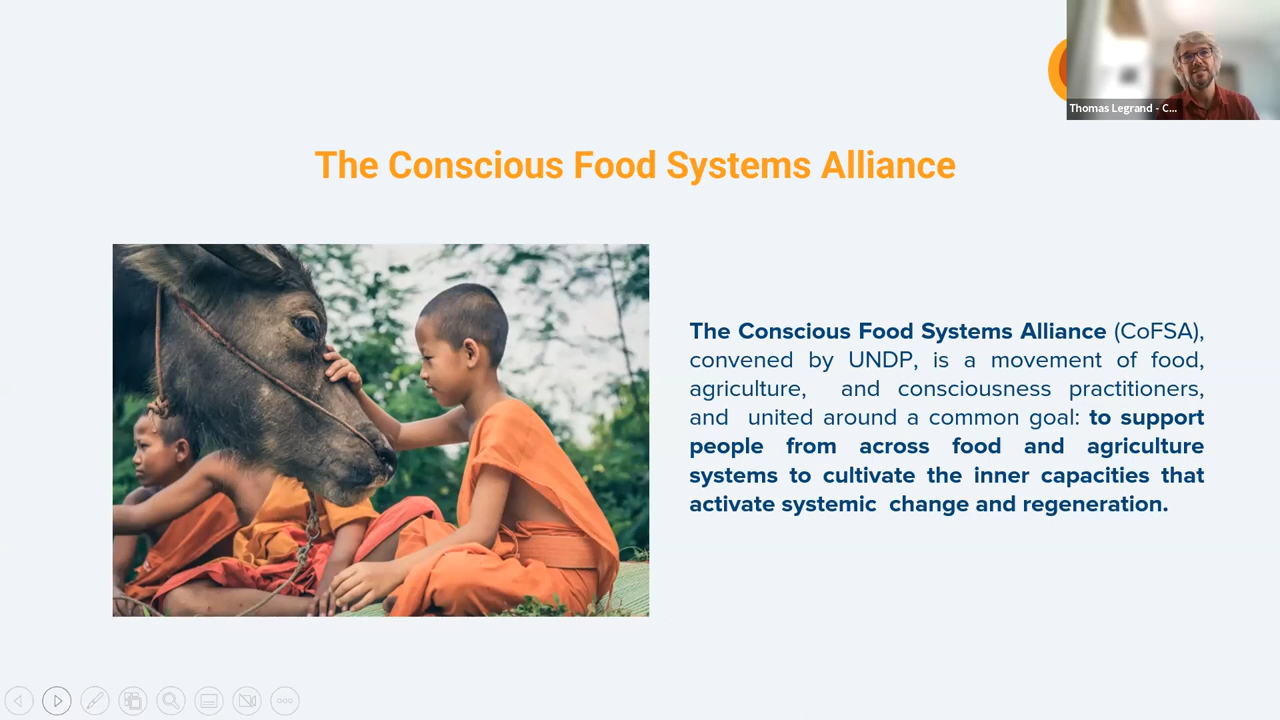 Thomas Legrand - C...
The Conscious Food Systems Alliance
The Conscious Food Systems Alliance (CoFSA),
convened by UNDP, is a movement of food,
agriculture, and consciousness practitioners,
and united around a common goal: to support
people from across food and agriculture
systems to cultivate the inner capacities that
activate systemic change and regeneration.